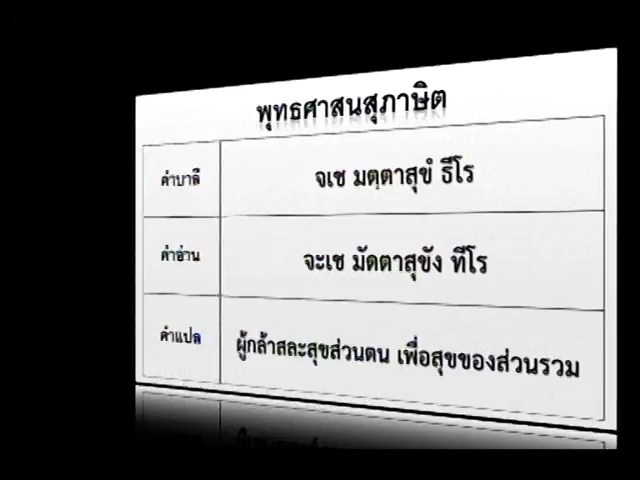 พุทธศาสนสุภาษิต
คำบาลี จเช มตฺตาสุขํ ธีโร
คำอ่าน จะเช มัดตาสุขัง ทีโร
คำแปล ผู้กล้าสละสุขส่วนตน เพื่อสุขของส่วนรวม